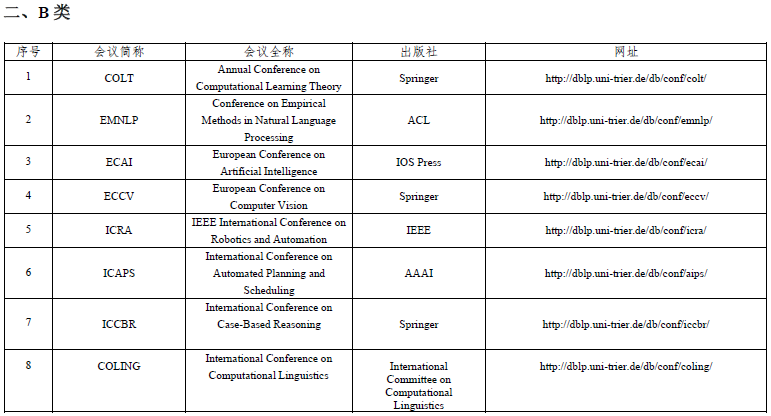 二、B 类
序号 会议简称 会议全称 出版社 网址
1 COLT Annual Conference on Computational Learning Theory Springer http://dblp.uni-trier.de/db/conf/colt/
2 EMNLP Conference on Empirical Methods in Natural Language Processing ACL http://dblp.uni-trier.de/db/conf/emnlp/
3 ECAI European Conference on Artificial Intelligence IOS Press http://dblp.uni-trier.de/db/conf/ecai/
4 ECCV European Conference on Computer Vision Springer http://dblp.uni-trier.de/db/conf/eccv/
5 ICRA IEEE International Conference on Robotics and Automation IEEE http://dblp.uni-trier.de/db/conf/icra/
6 ICAPS International Conference on Automated Planning and Scheduling AAAI http://dblp.uni-trier.de/db/conf/aips/
7 ICCBR International Conference on Case-Based Reasoning Springer http://dblp.uni-trier.de/db/conf/iccbr/
8 COLING International Conference on Computational Linguistics International Committee on Computational Linguistics http://dblp.uni-trier.de/db/conf/coling/